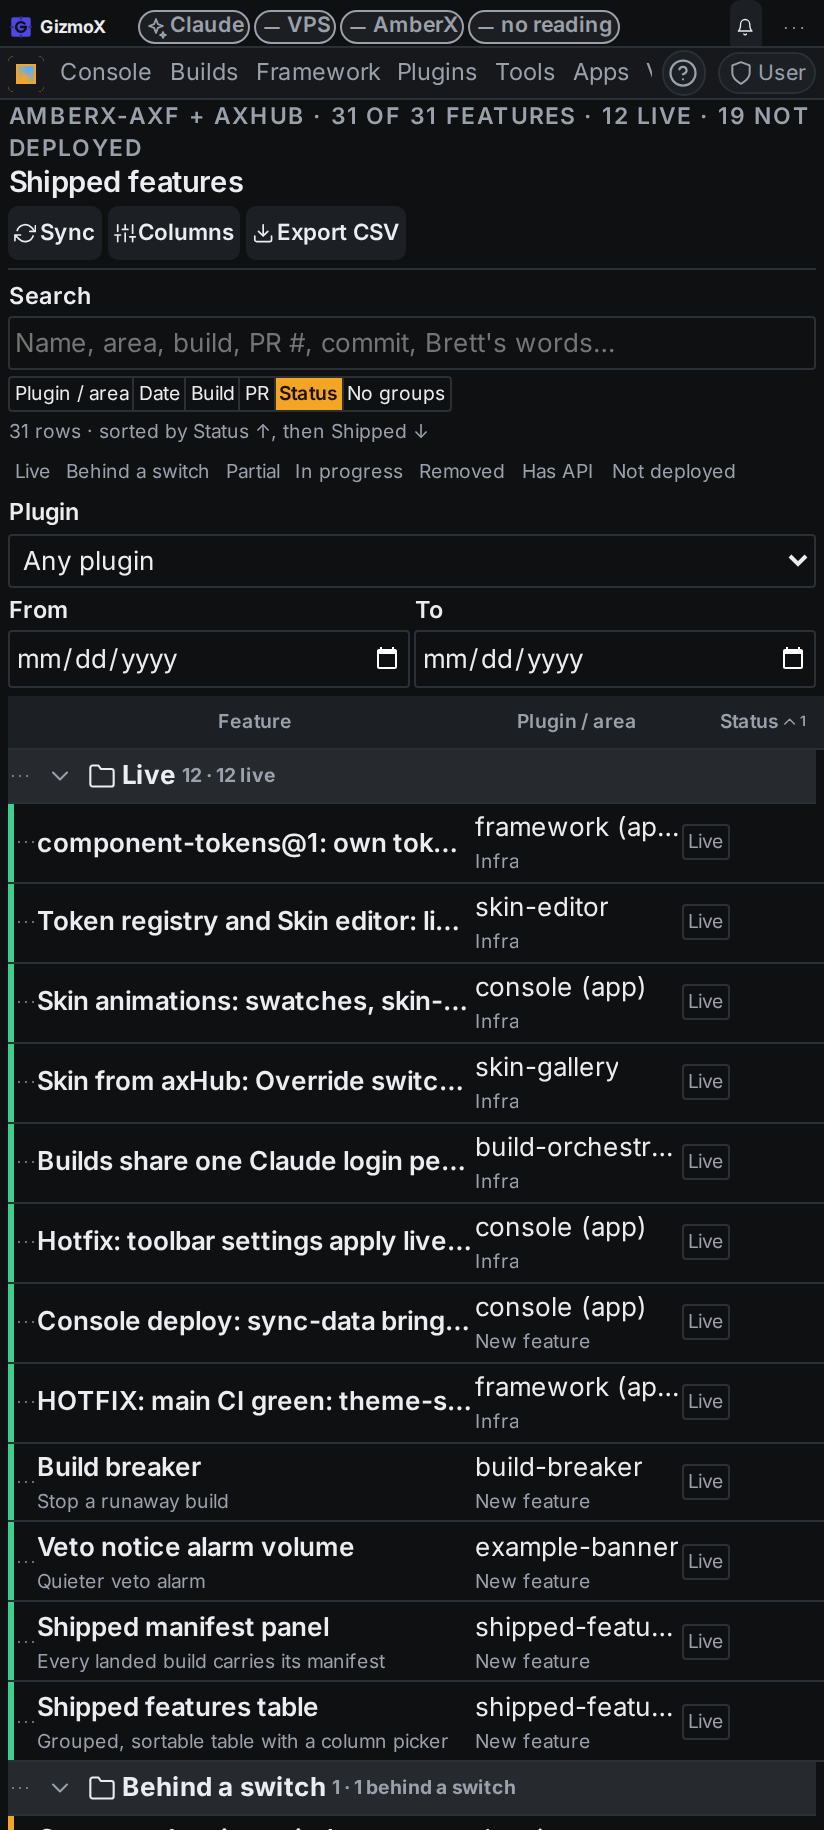 GizmoX Claude — VPS — AmberX — no reading ...
Console Builds Framework Plugins Tools Apps User
AMBERX-AXF + AXHUB · 31 OF 31 FEATURES · 12 LIVE · 19 NOT
DEPLOYED
Shipped features
Sync Columns Export CSV
Search
Name, area, build, PR #, commit, Brett's words...
Plugin / area Date Build PR Status No groups
31 rows · sorted by Status ↑, then Shipped ↓
Live Behind a switch Partial In progress Removed Has API Not deployed
Plugin
Any plugin
From To
mm/dd/yyyy mm/dd/yyyy
Feature Plugin / area Status 1
... Live 12 · 12 live
... component-tokens@1: own tok... framework (ap... Live
Infra
... Token registry and Skin editor: li... skin-editor Live
Infra
... Skin animations: swatches, skin-... console (app) Live
Infra
... Skin from axHub: Override switc... skin-gallery Live
Infra
... Builds share one Claude login pe... build-orchestr... Live
Infra
... Hotfix: toolbar settings apply live... console (app) Live
Infra
... Console deploy: sync-data bring... console (app) Live
New feature
... HOTFIX: main CI green: theme-s... framework (ap... Live
Infra
... Build breaker build-breaker Live
Stop a runaway build New feature
... Veto notice alarm volume example-banner Live
Quieter veto alarm New feature
... Shipped manifest panel shipped-featu... Live
Every landed build carries its manifest New feature
... Shipped features table shipped-featu... Live
Grouped, sortable table with a column picker New feature
... Behind a switch 1 · 1 behind a switch